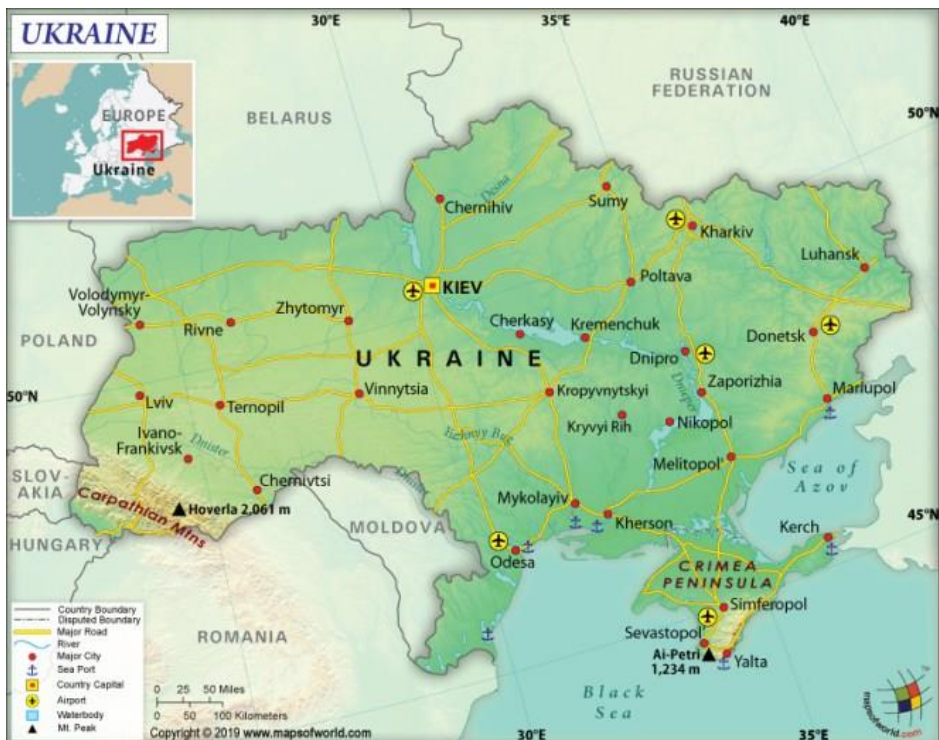 UKRAINE
30°E
35°E
40°E
RUSSIAN
FEDERATION
50°N
EUROPE
Ukraine
BELARUS
Desna
Chernihiv
Sumy
Kharkiv
Luhansk
KIEV
Poltava
Volodymyr-
Volynsky
Rivne
Zhytomyr
Cherkasy
Kremenchuk
Donetsk
POLAND
UKRAINE
Dnipro
50°N
Lviv
Ternopil
Vinnytsia
Kropyvnytskyi
Zaporizhia
Mariupol
Dnieper
Ivano-
Frankivsk
Dnister
Kryvyi Rih
Nikopol
SLOV-
AKIA
Chernivtsi
Melitopol'
Sea of
Azov
Carpathian Mtns
Hoverla 2,061 m
MOLDOVA
Mykolayiv
Kherson
Kerch
45°N
HUNGARY
Odesa
CRIMEA
PENINSULA
Simferopol
Sevastopol'
Ai-Petri
1,234 m
Yalta
ROMANIA
Black
Sea
Country Boundary
Disputed Boundary
Major Road
River
Major City
Sea Port
Country Capital
Airport
Waterbody
Mt. Peak
0 25 50 Miles
0 50 100 Kilometers
Copyright © 2019 www.mapsofworld.com
30°E
35°E
mapsofworld.com